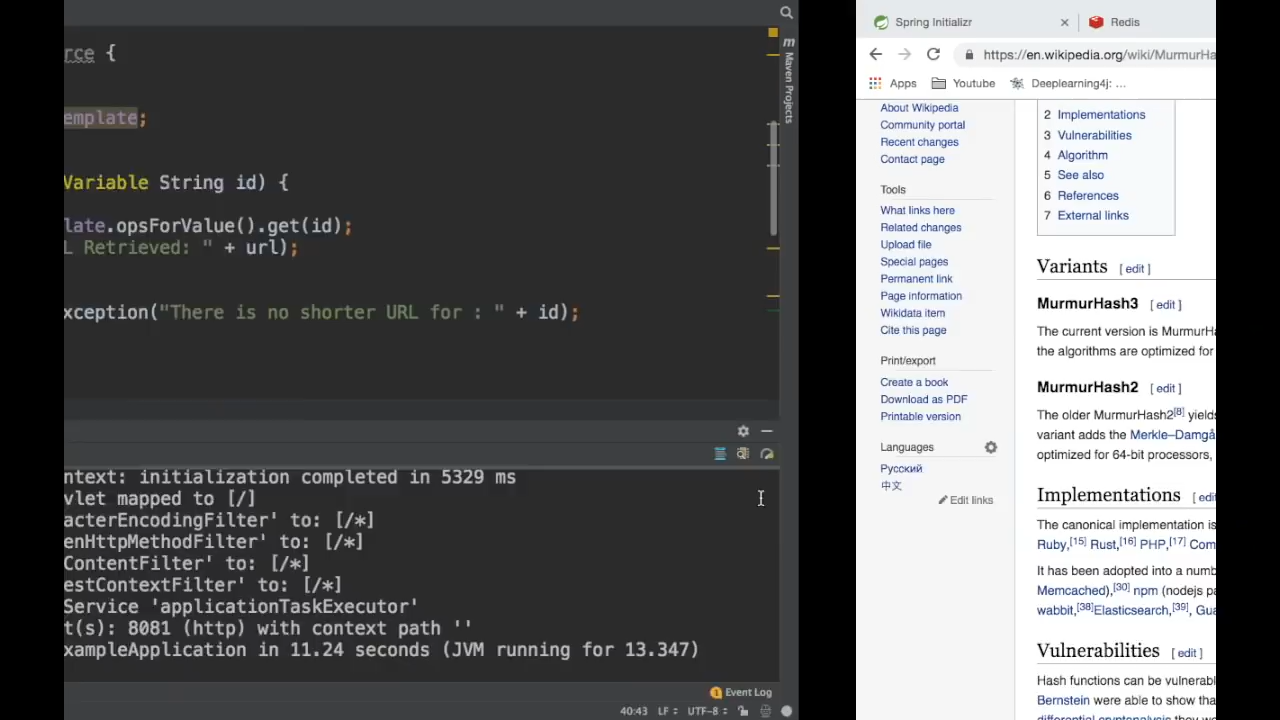 rce {
emplate;
Variable String id) {
late.opsForValue().get(id);
L Retrieved: " + url);
xception("There is no shorter URL for : " + id);
Maven Projects
ntext: initialization completed in 5329 ms
vlet mapped to [/]
acterEncodingFilter' to: [/*]
enHttpMethodFilter' to: [/*]
ContentFilter' to: [/*]
estContextFilter' to: [/*]
Service 'applicationTaskExecutor'
t(s): 8081 (http) with context path ''
xampleApplication in 11.24 seconds (JVM running for 13.347)
1 Event Log
40:43 LF UTF-8
Spring Initializr × Redis
https://en.wikipedia.org/wiki/MurmurHa
Apps Youtube Deeplearning4j: ...
About Wikipedia
Community portal
Recent changes
Contact page
Tools
What links here
Related changes
Upload file
Special pages
Permanent link
Page information
Wikidata item
Cite this page
Print/export
Create a book
Download as PDF
Printable version
Languages
Русский
中文
Edit links
2 Implementations
3 Vulnerabilities
4 Algorithm
5 See also
6 References
7 External links
Variants [ edit ]
MurmurHash3 [ edit ]
The current version is MurmurH
the algorithms are optimized for
MurmurHash2 [ edit ]
The older MurmurHash2[8] yields
variant adds the Merkle–Damgå
optimized for 64-bit processors,
Implementations [ edit
The canonical implementation is
Ruby,[15] Rust,[16] PHP,[17] Com
It has been adopted into a numb
Memcached),[30] npm (nodejs pa
wabbit,[38]Elasticsearch,[39], Gua
Vulnerabilities [ edit ]
Hash functions can be vulnerabl
Bernstein were able to show tha
differential cryptanalysis they wo